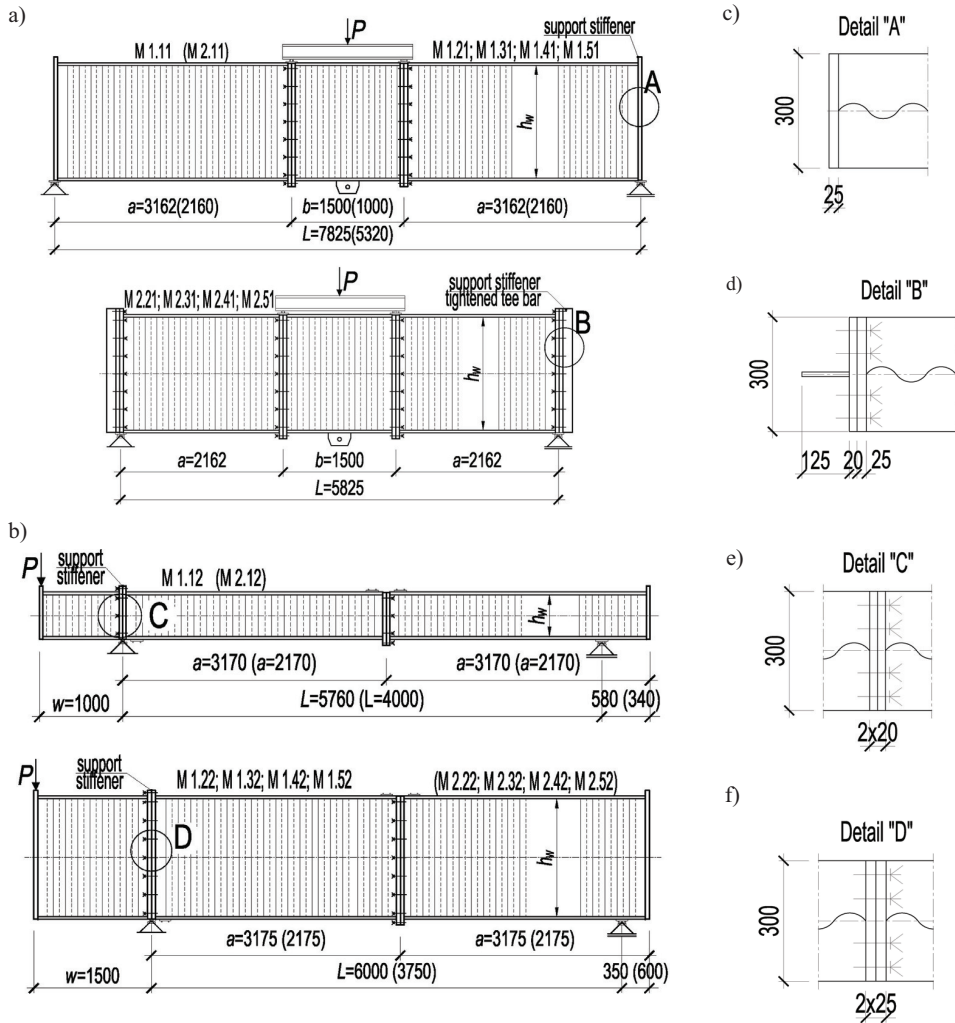 a)
P
support stiffener
M 1.11 (M 2.11)
M 1.21; M 1.31; M 1.41; M 1.51
A
hw
a=3162(2160)
b=1500(1000)
a=3162(2160)
L=7825(5320)
P
support stiffener
tightened tee bar
M 2.21; M 2.31; M 2.41; M 2.51
B
hw
a=2162
b=1500
a=2162
L=5825
b)
P
support
stiffener
M 1.12 (M 2.12)
C
hw
a=3170 (a=2170)
a=3170 (a=2170)
w=1000
L=5760 (L=4000)
580 (340)
P
support
stiffener
M 1.22; M 1.32; M 1.42; M 1.52
(M 2.22; M 2.32; M 2.42; M 2.52)
D
hw
a=3175 (2175)
a=3175 (2175)
w=1500
L=6000 (3750)
350 (600)
c)
Detail "A"
300
25
d)
Detail "B"
300
125
20
25
e)
Detail "C"
300
2x20
f)
Detail "D"
300
2x25